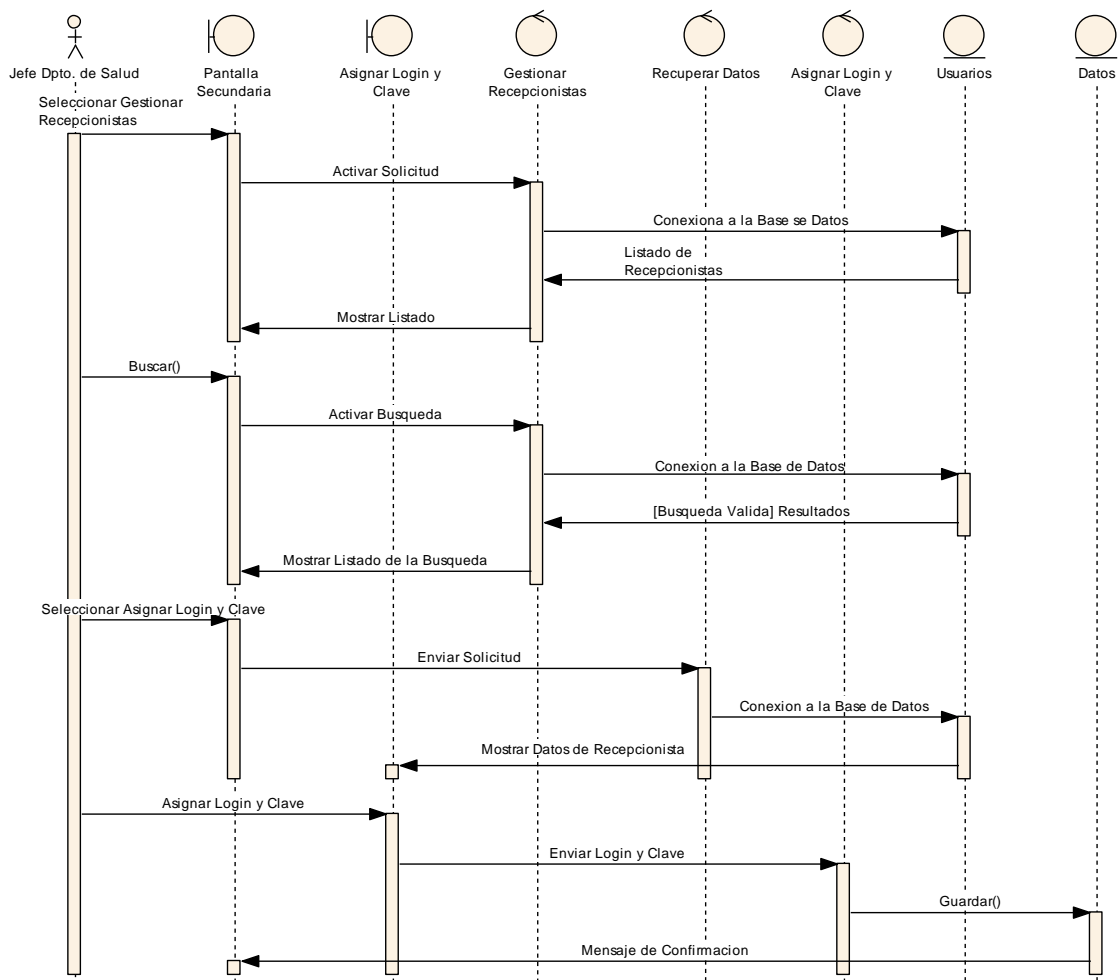 Jefe Dpto. de Salud
Pantalla
Secundaria
Asignar Login y
Clave
Gestionar
Recepcionistas
Recuperar Datos
Asignar Login y
Clave
Usuarios
Datos
Seleccionar Gestionar
Recepcionistas
Activar Solicitud
Conexiona a la Base se Datos
Listado de
Recepcionistas
Mostrar Listado
Buscar()
Activar Busqueda
Conexion a la Base de Datos
[Busqueda Valida] Resultados
Mostrar Listado de la Busqueda
Seleccionar Asignar Login y Clave
Enviar Solicitud
Conexion a la Base de Datos
Mostrar Datos de Recepcionista
Asignar Login y Clave
Enviar Login y Clave
Guardar()
Mensaje de Confirmacion